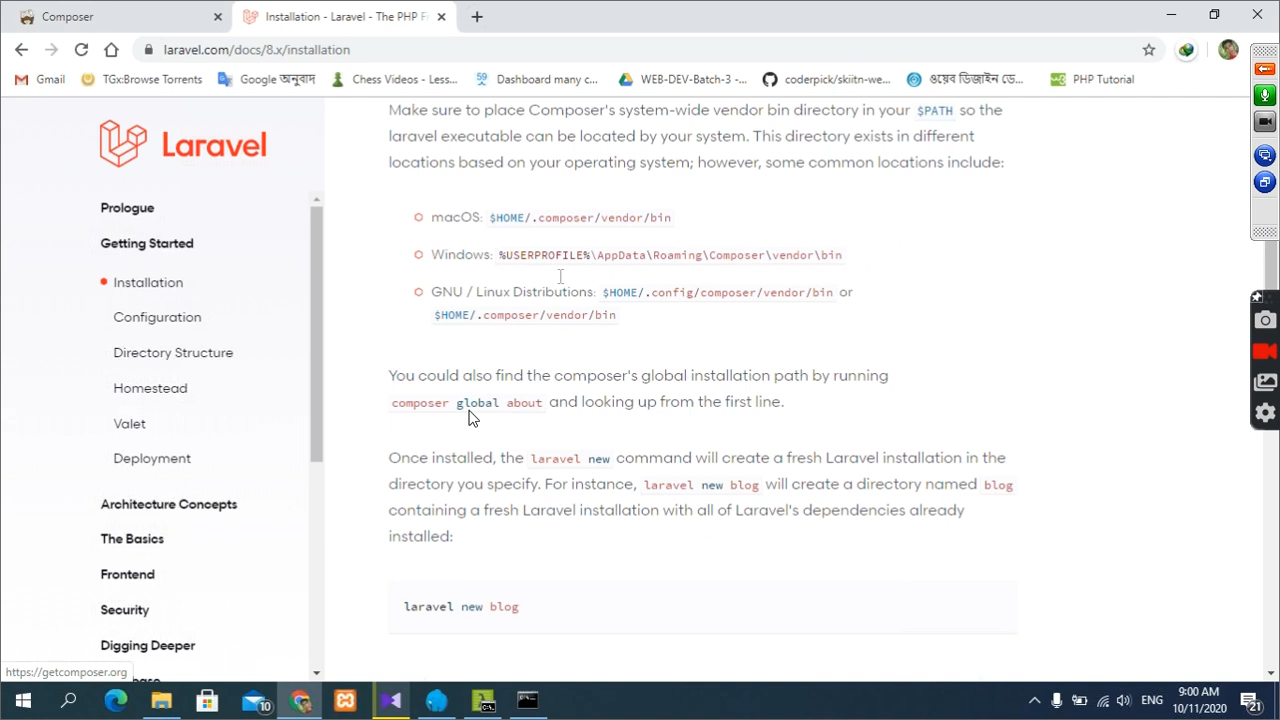 Composer
Installation - Laravel - The PHP F
laravel.com/docs/8.x/installation
Gmail
TGx:Browse Torrents
Google অনুবাদ
Chess Videos - Less...
59
Dashboard many c...
WEB-DEV-Batch-3 -...
coderpick/skiitn-we...
ওয়েব ডিজাইন ডে...
PHP Tutorial
Laravel
Prologue
Getting Started
Installation
Configuration
Directory Structure
Homestead
Valet
Deployment
Architecture Concepts
The Basics
Frontend
Security
Digging Deeper
Make sure to place Composer's system-wide vendor bin directory in your $PATH so the
laravel executable can be located by your system. This directory exists in different
locations based on your operating system; however, some common locations include:
macOS: $HOME/.composer/vendor/bin
Windows: %USERPROFILE%\AppData\Roaming\Composer\vendor\bin
GNU / Linux Distributions: $HOME/.config/composer/vendor/bin or
$HOME/.composer/vendor/bin
You could also find the composer's global installation path by running
composer global about and looking up from the first line.
Once installed, the laravel new command will create a fresh Laravel installation in the
directory you specify. For instance, laravel new blog will create a directory named blog
containing a fresh Laravel installation with all of Laravel's dependencies already
installed:
laravel new blog
https://getcomposer.org
10
ENG
9:00 AM
10/11/2020
21